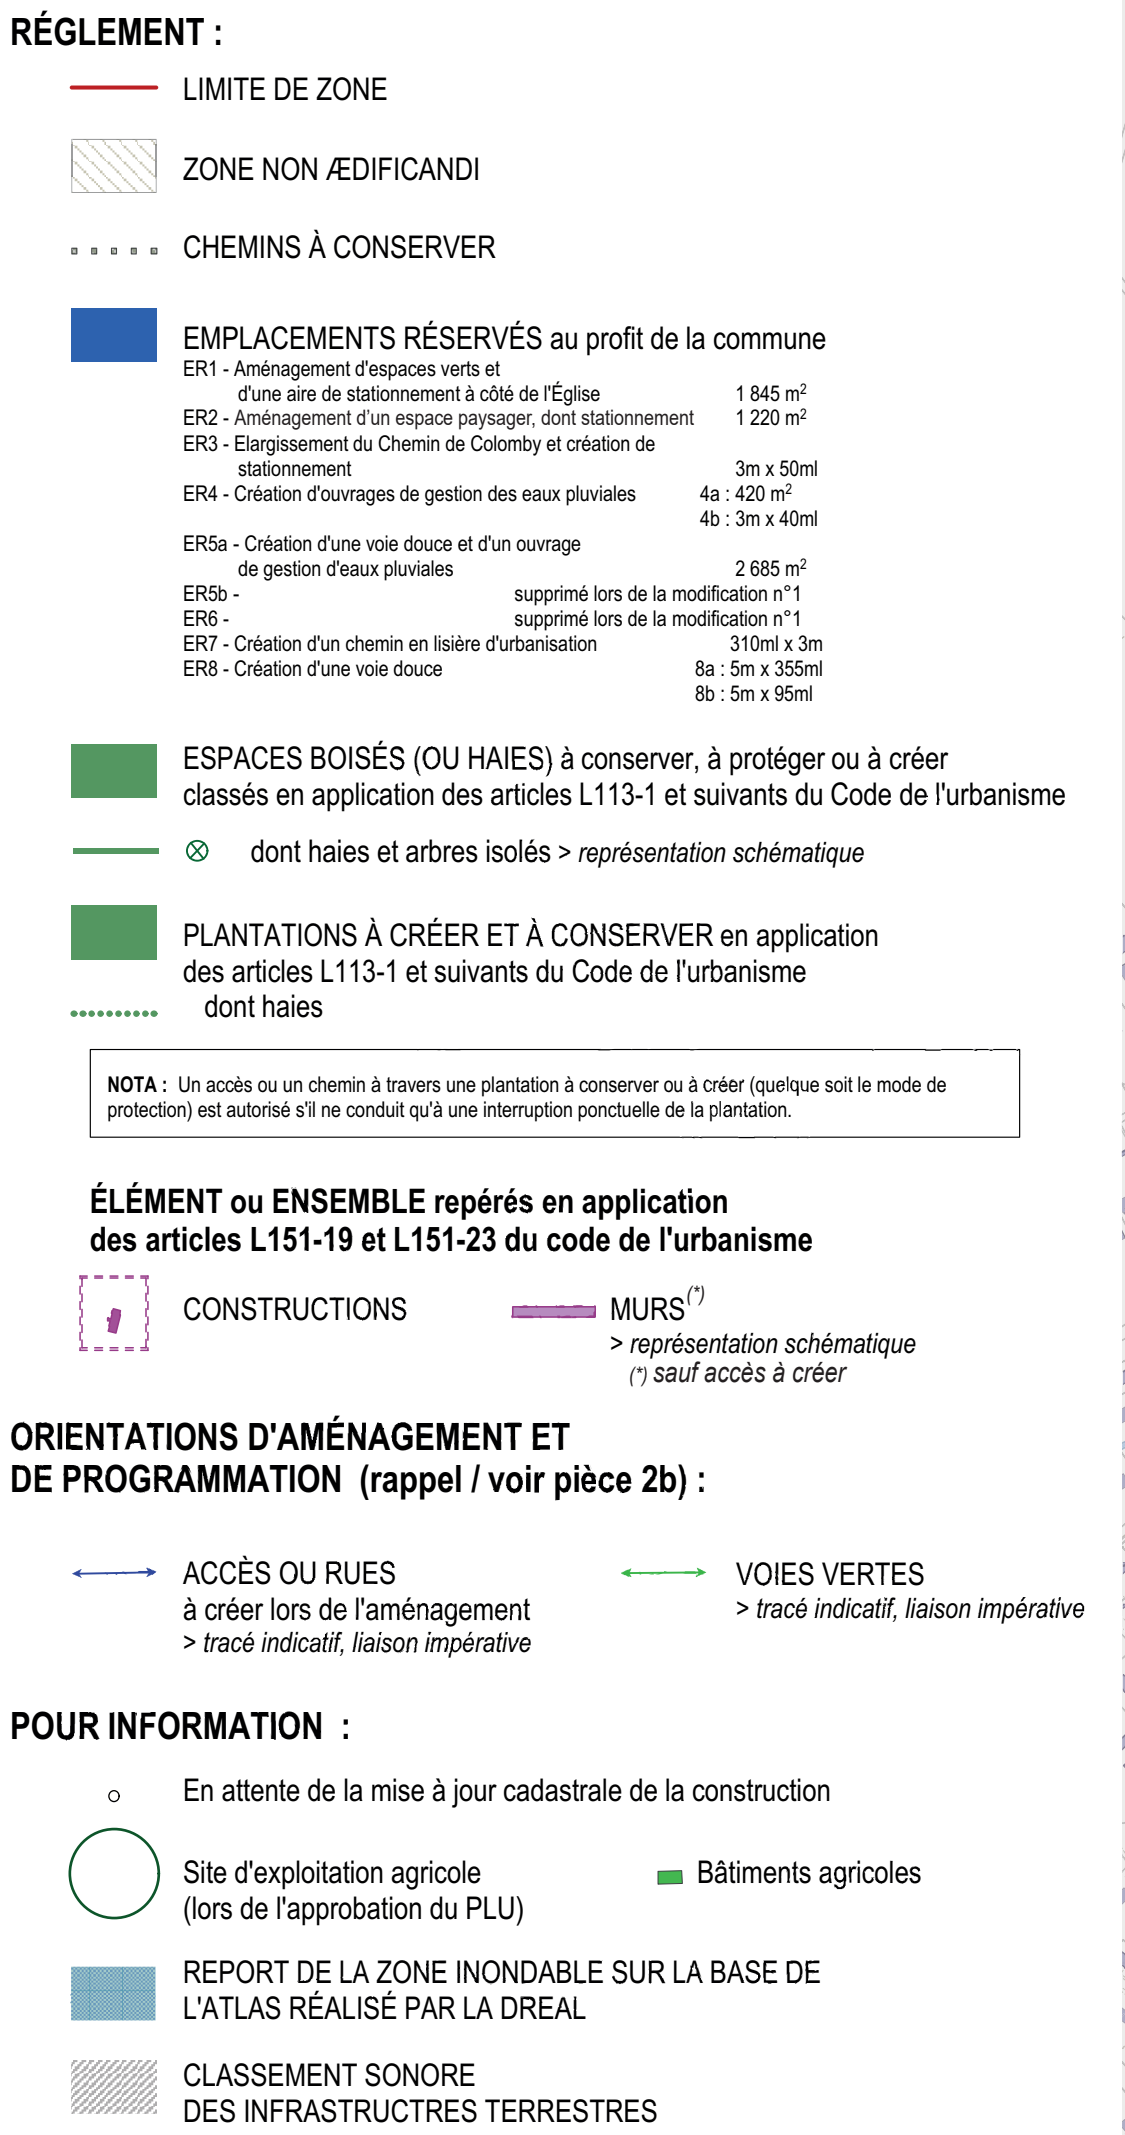 RÉGLEMENT :
LIMITE DE ZONE
ZONE NON ÆDIFICANDI
CHEMINS À CONSERVER
EMPLACEMENTS RÉSERVÉS au profit de la commune
ER1 - Aménagement d'espaces verts et
d'une aire de stationnement à côté de l'Église 1 845 m²
ER2 - Aménagement d’un espace paysager, dont stationnement 1 220 m²
ER3 - Elargissement du Chemin de Colomby et création de
stationnement 3m x 50ml
ER4 - Création d'ouvrages de gestion des eaux pluviales 4a : 420 m²
4b : 3m x 40ml
ER5a - Création d'une voie douce et d'un ouvrage
de gestion d'eaux pluviales 2 685 m²
ER5b - supprimé lors de la modification n°1
ER6 - supprimé lors de la modification n°1
ER7 - Création d'un chemin en lisière d'urbanisation 310ml x 3m
ER8 - Création d'une voie douce 8a : 5m x 355ml
8b : 5m x 95ml
ESPACES BOISÉS (OU HAIES) à conserver, à protéger ou à créer
classés en application des articles L113-1 et suivants du Code de l'urbanisme
dont haies et arbres isolés > représentation schématique
PLANTATIONS À CRÉER ET À CONSERVER en application
des articles L113-1 et suivants du Code de l'urbanisme
dont haies
NOTA : Un accès ou un chemin à travers une plantation à conserver ou à créer (quelque soit le mode de
protection) est autorisé s'il ne conduit qu'à une interruption ponctuelle de la plantation.
ÉLÉMENT ou ENSEMBLE repérés en application
des articles L151-19 et L151-23 du code de l'urbanisme
CONSTRUCTIONS MURS(*)
> représentation schématique
(*) sauf accès à créer
ORIENTATIONS D'AMÉNAGEMENT ET
DE PROGRAMMATION (rappel / voir pièce 2b) :
ACCÈS OU RUES VOIES VERTES
à créer lors de l'aménagement > tracé indicatif, liaison impérative
> tracé indicatif, liaison impérative
POUR INFORMATION :
En attente de la mise à jour cadastrale de la construction
Site d'exploitation agricole Bâtiments agricoles
(lors de l'approbation du PLU)
REPORT DE LA ZONE INONDABLE SUR LA BASE DE
L'ATLAS RÉALISÉ PAR LA DREAL
CLASSEMENT SONORE
DES INFRASTRUCTRES TERRESTRES